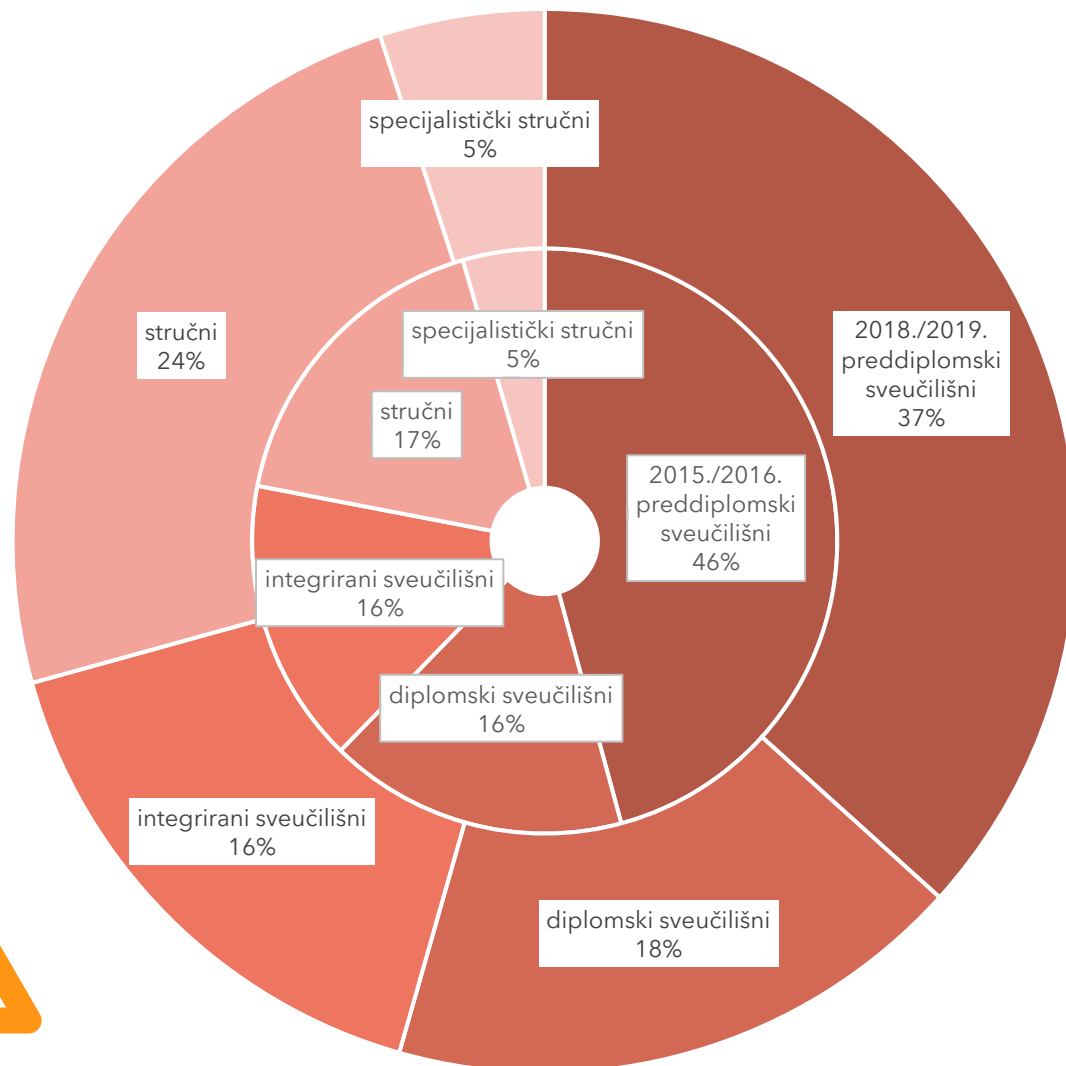 specijalistički stručni
5%
specijalistički stručni
5%
stručni
24%
2018./2019.
preddiplomski
sveučilišni
37%
stručni
17%
2015./2016.
preddiplomski
sveučilišni
46%
integrirani sveučilišni
16%
diplomski sveučilišni
16%
integrirani sveučilišni
16%
diplomski sveučilišni
18%